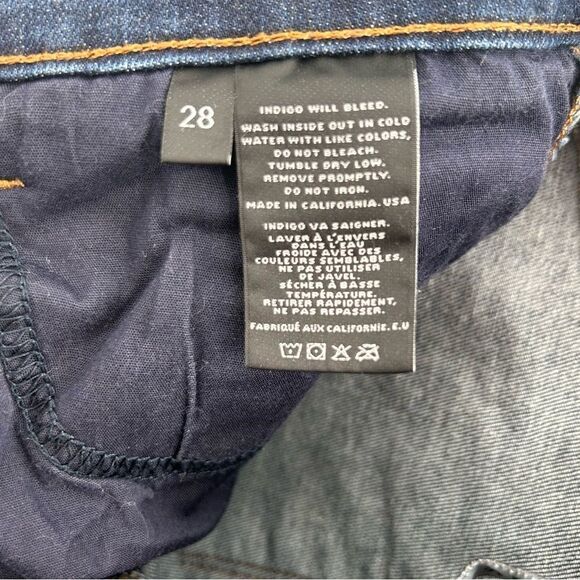 28
INDIGO WILL BLEED.
WASH INSIDE OUT IN COLD
WATER WITH LIKE COLORS,
DO NOT BLEACH.
TUMBLE DRY LOW.
REMOVE PROMPTLY.
DO NOT IRON.
MADE IN CALIFORNIA. USA
INDIGO VA SAIGNER.
LAVER À L'ENVERS
DANS L'EAU
FROIDE AVEC DES
COULEURS SEMBLABLES,
NE PAS UTILISER
DE JAVEL.
SÉCHER À BASSE
TEMPÉRATURE.
RETIRER RAPIDEMENT,
NE PAS REPASSER.
FABRIQUÉ AUX CALIFORNIE. E.U